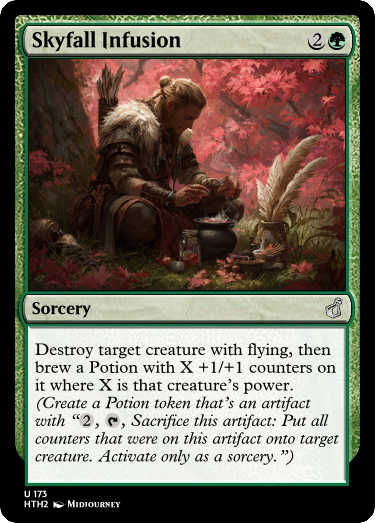 Skyfall Infusion 2
Sorcery
Destroy target creature with flying, then
brew a Potion with X +1/+1 counters on
it where X is that creature's power.
(Create a Potion token that's an artifact
with “2, , Sacrifice this artifact: Put all
counters that were on this artifact onto target
creature. Activate only as a sorcery.”)
U 173
HTH2 MIDJOURNEY